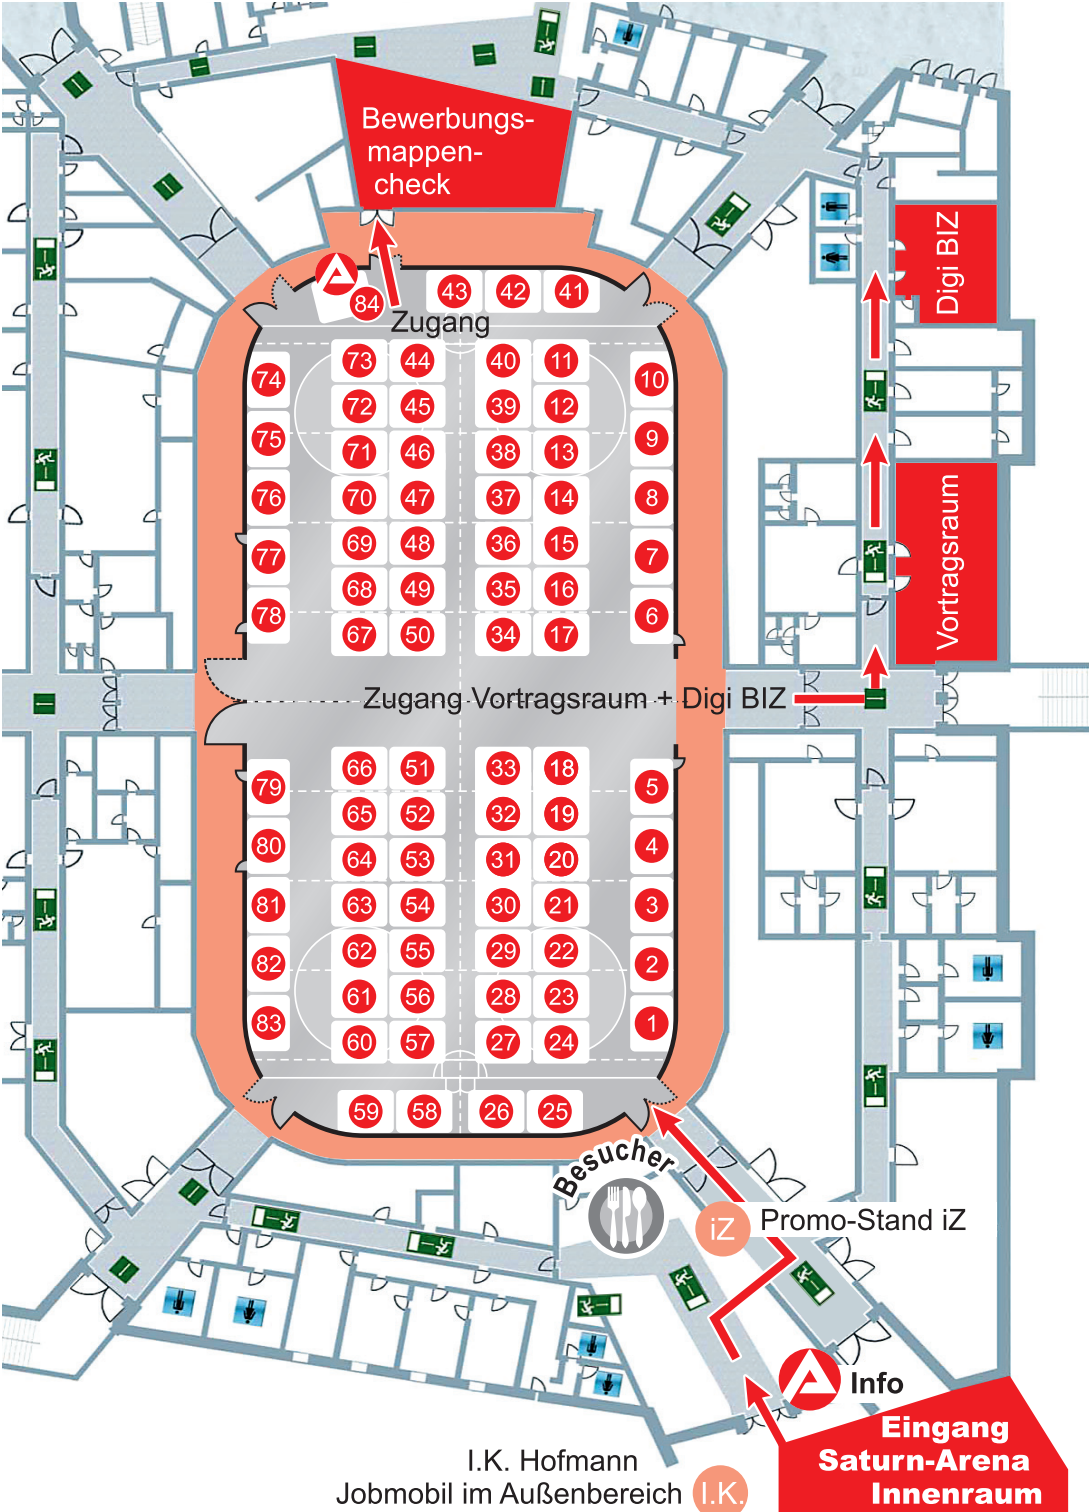 Bewerbungs-
mappen-
check
Digi BIZ
84
43 42 41
Zugang
73 44 40 11
74 10
72 45 39 12
75 9
71 46 38 13
76 70 47 37 14 8
69 48 36 15
77 7
68 49 35 16
78 6
67 50 34 17
Vortragsraum
Zugang Vortragsraum + Digi BIZ
66 51 33 18
79 5
65 52 32 19
80 4
64 53 31 20
81 63 54 30 21 3
62 55 29 22
82 2
61 56 28 23
83 1
60 57 27 24
59 58 26 25
Besucher
iZ Promo-Stand iZ
Info
Eingang
Saturn-Arena
Innenraum
I.K. Hofmann
Jobmobil im Außenbereich I.K.